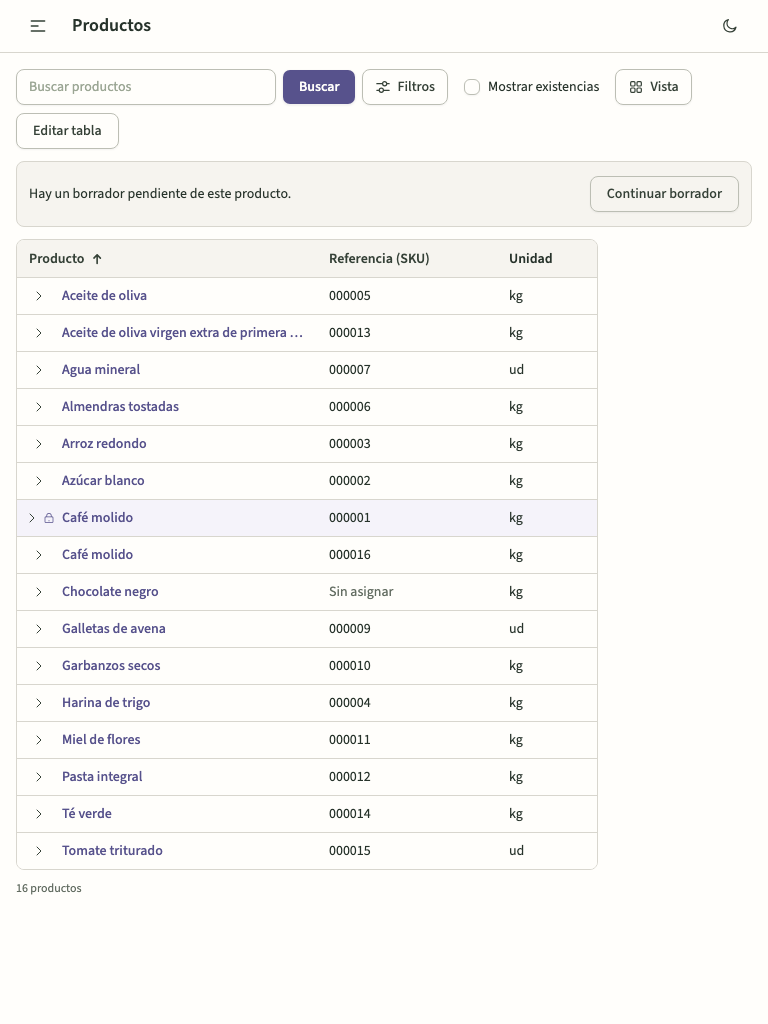 Productos
Buscar productos
Buscar
Filtros
Mostrar existencias
Vista
Editar tabla
Hay un borrador pendiente de este producto.
Continuar borrador
Producto Referencia (SKU) Unidad
Aceite de oliva 000005 kg
Aceite de oliva virgen extra de primera … 000013 kg
Agua mineral 000007 ud
Almendras tostadas 000006 kg
Arroz redondo 000003 kg
Azúcar blanco 000002 kg
Café molido 000001 kg
Café molido 000016 kg
Chocolate negro Sin asignar kg
Galletas de avena 000009 ud
Garbanzos secos 000010 kg
Harina de trigo 000004 kg
Miel de flores 000011 kg
Pasta integral 000012 kg
Té verde 000014 kg
Tomate triturado 000015 ud
16 productos